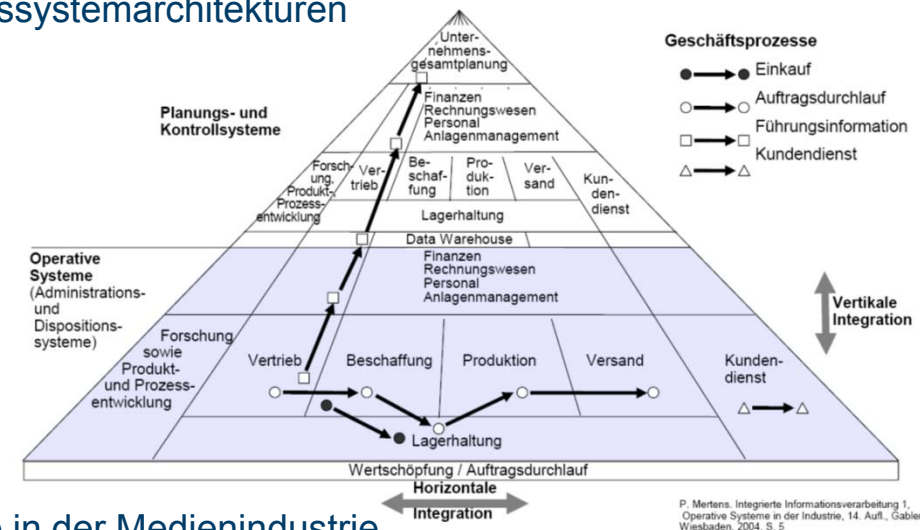 ssystemarchitekturen
Unter-
nehmens-
gesamtplanung
Geschäftsprozesse
Einkauf
Auftragsdurchlauf
Führungsinformation
Kundendienst
Planungs- und
Kontrollsysteme
Finanzen
Rechnungswesen
Personal
Anlagenmanagement
Forsch-
ung,
Produkt-,
Prozess-
entwicklung
Ver-
trieb
Be-
schaf-
fung
Pro-
duk-
tion
Ver-
sand
Kun-
den-
dienst
Lagerhaltung
Data Warehouse
Operative
Systeme
(Administrations-
und
Dispositions-
systeme)
Finanzen
Rechnungswesen
Personal
Anlagenmanagement
Vertikale
Integration
Forschung
sowie
Produkt-
und Prozess-
entwicklung
Vertrieb
Beschaffung
Produktion
Versand
Kunden-
dienst
Lagerhaltung
Wertschöpfung / Auftragsdurchlauf
Horizontale
Integration
P. Mertens. Integrierte Informationsverarbeitung 1,
Operative Systeme in der Industrie, 14. Aufl., Gabler
Wiesbaden, 2004, S. 5
in der Medienindustrie